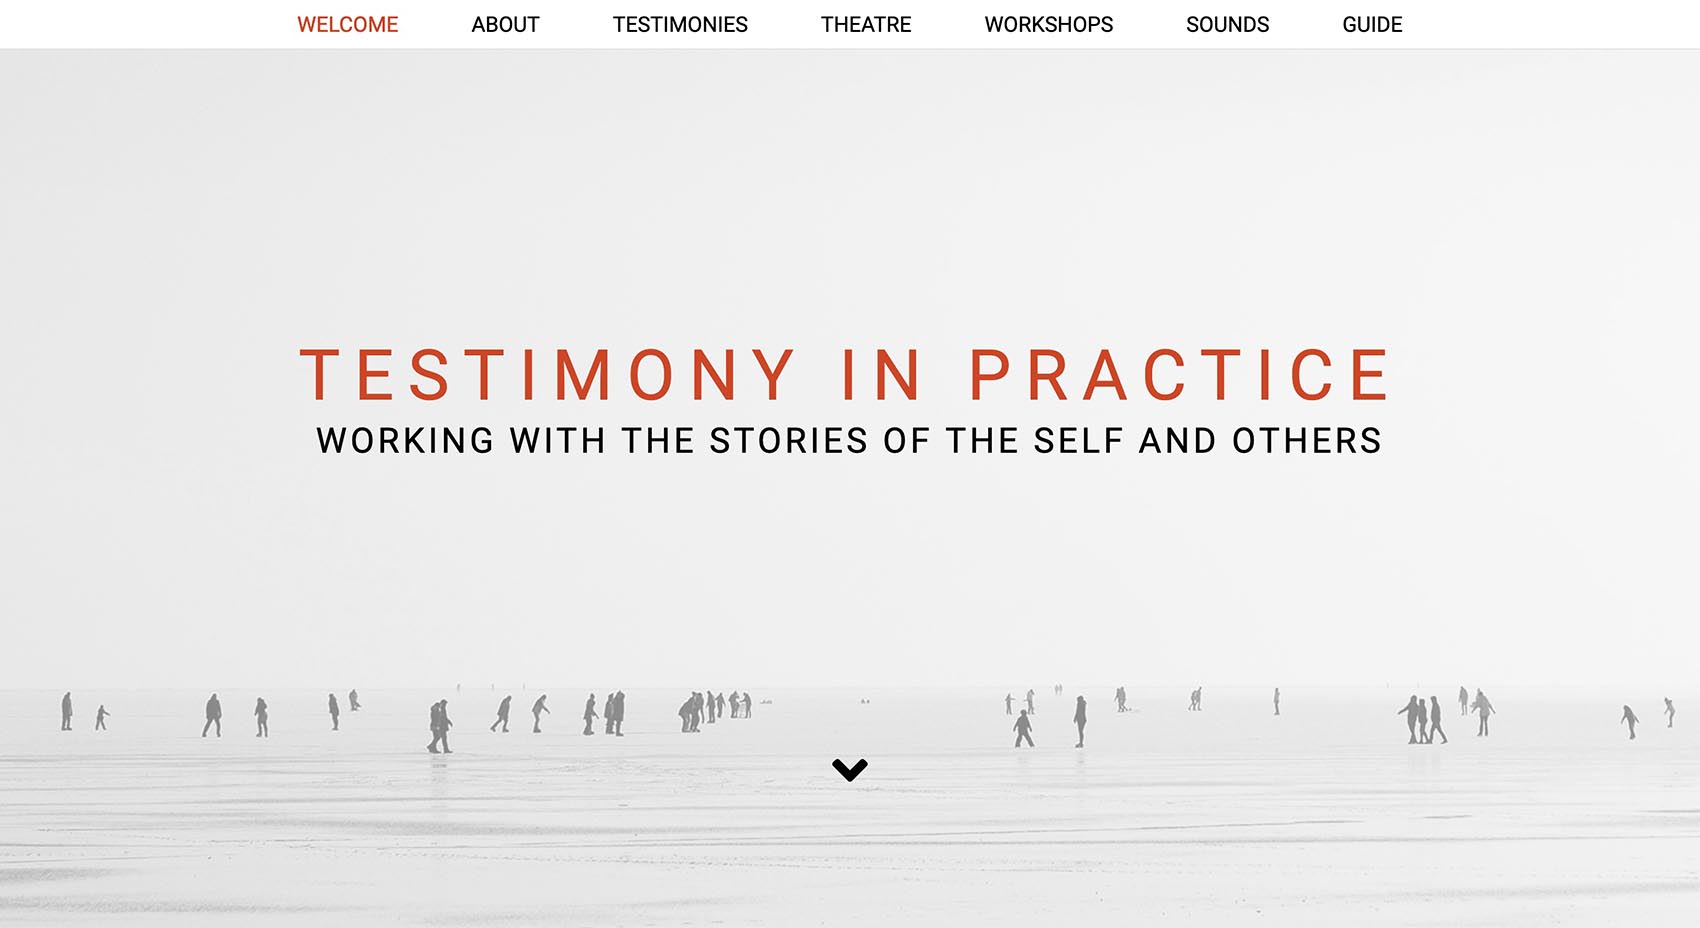 WELCOME ABOUT TESTIMONIES THEATRE WORKSHOPS SOUNDS GUIDE
TESTIMONY IN PRACTICE
WORKING WITH THE STORIES OF THE SELF AND OTHERS